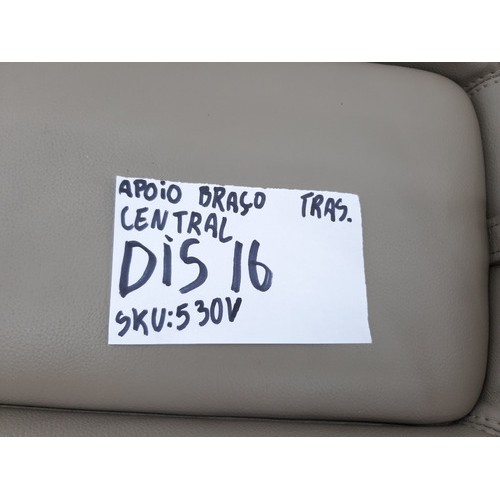 APOIO BRAÇO TRAS.
CENTRAL
DIS 16
SKU:530V